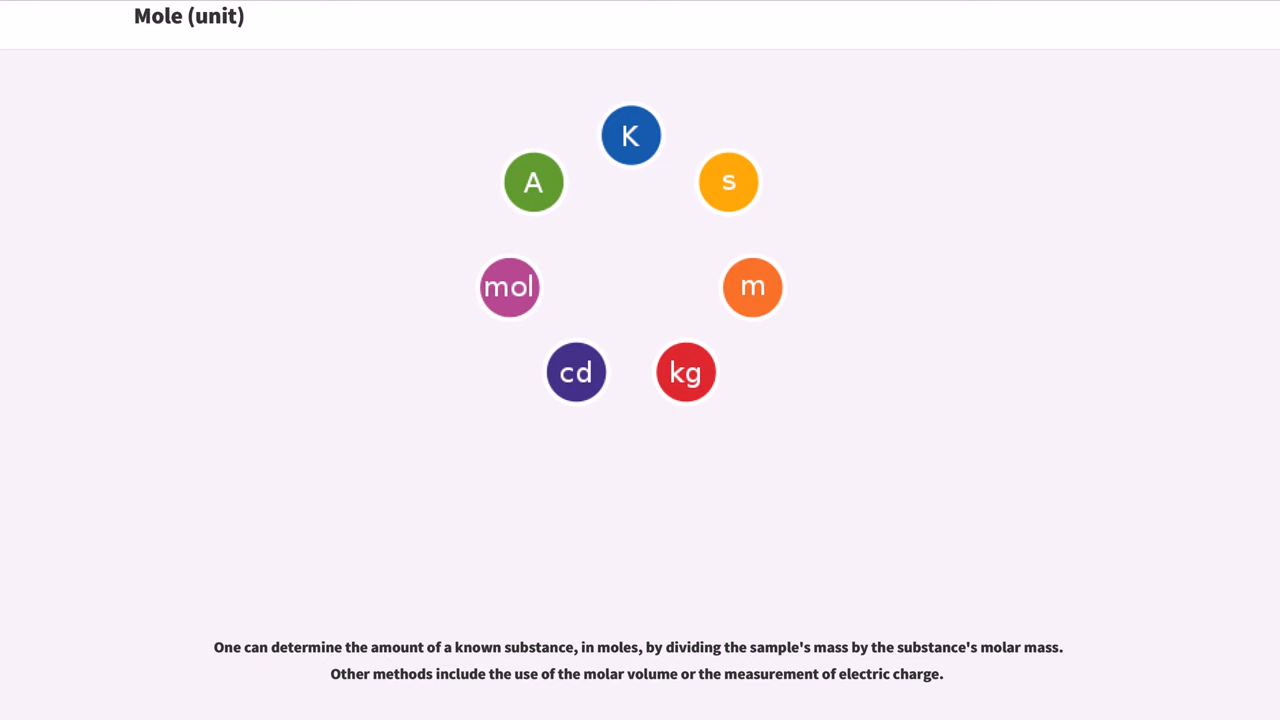 Mole (unit)
K
A
s
mol
m
cd
kg
One can determine the amount of a known substance, in moles, by dividing the sample's mass by the substance's molar mass.
Other methods include the use of the molar volume or the measurement of electric charge.